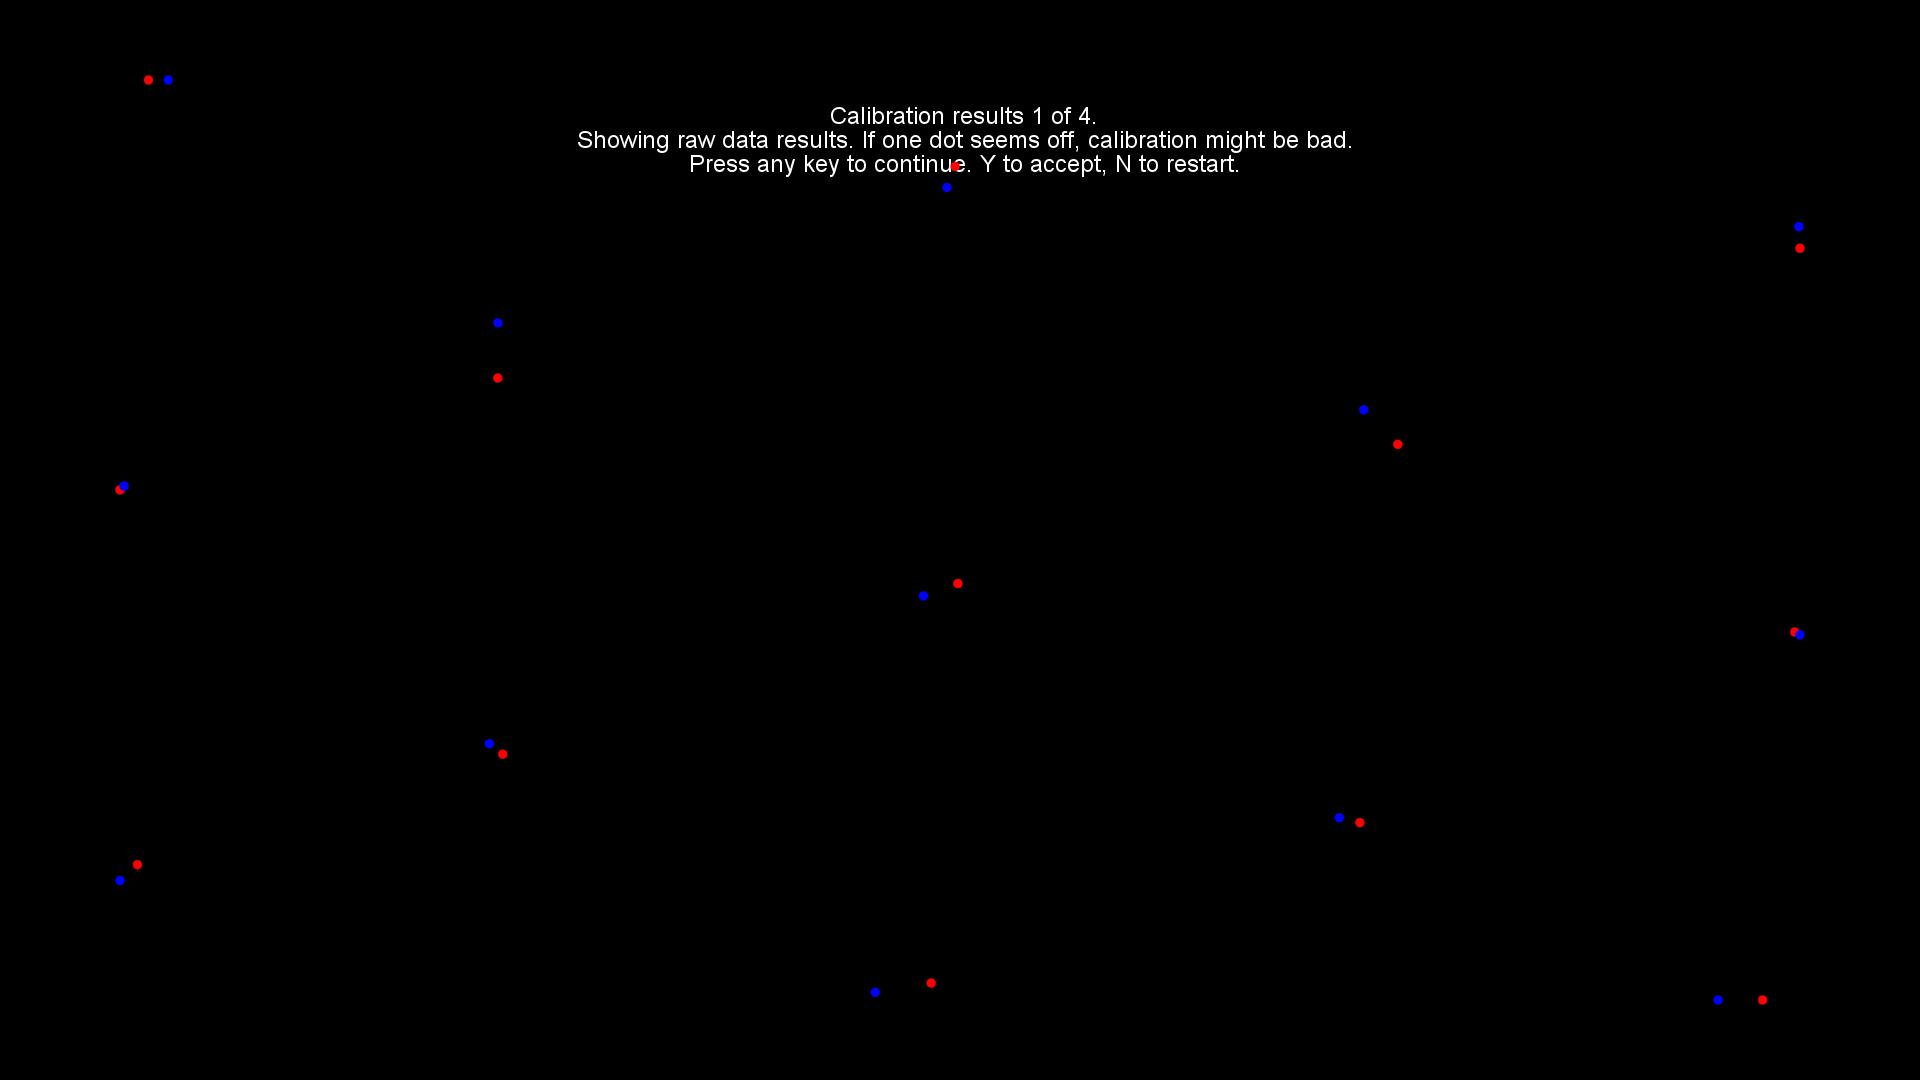 Calibration results 1 of 4.
Showing raw data results. If one dot seems off, calibration might be bad.
Press any key to continue. Y to accept, N to restart.